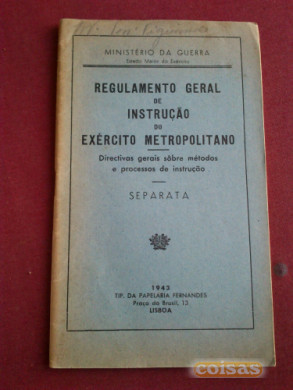 MINISTÉRIO DA GUERRA
Estado Maior do Exército
REGULAMENTO GERAL
DE
INSTRUÇÃO
DO
EXÉRCITO METROPOLITANO
Directivas gerais sôbre métodos
e processos de instrução
SEPARATA
1943
TIP. DA PAPELARIA FERNANDES
Praça do Brasil, 13
LISBOA
coisas